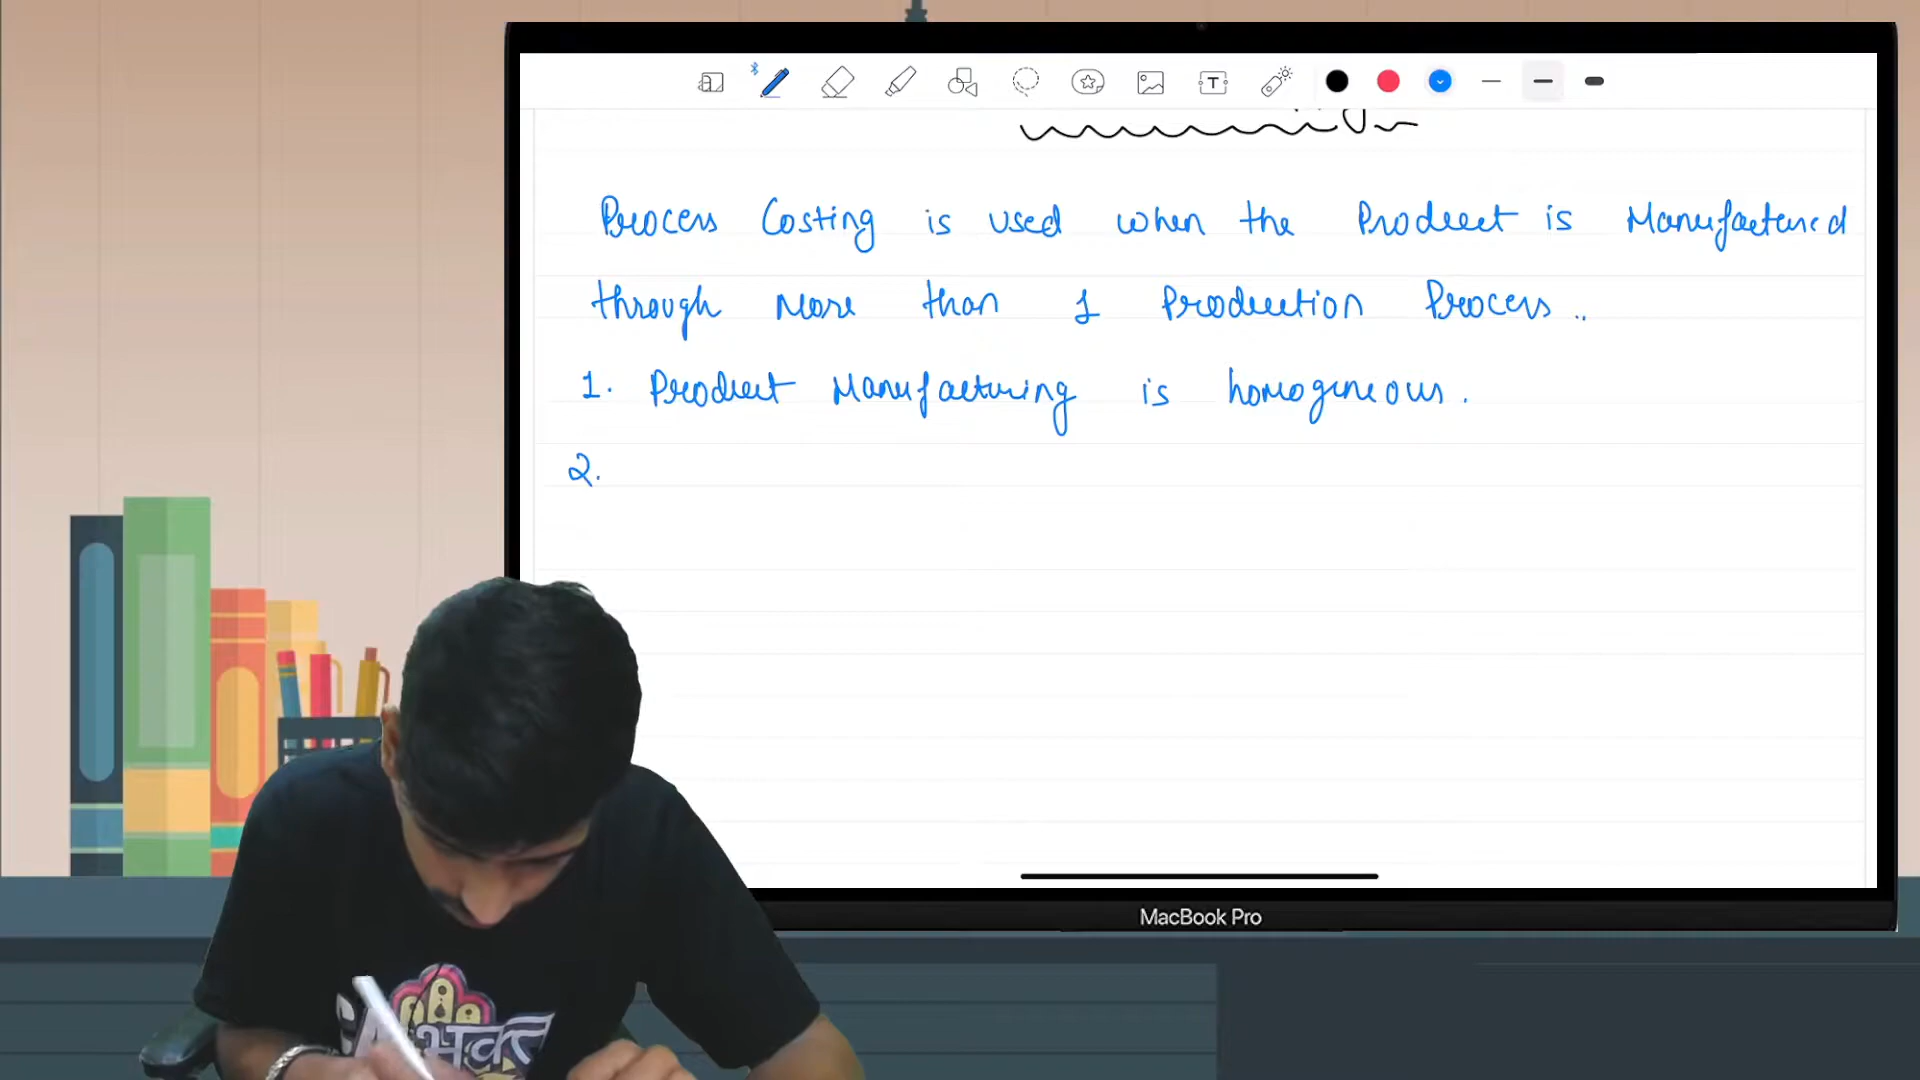 Process Costing is used when the Product is Manufactured
through More than 1 Production Process..
1. Product Manufacturing is homogeneous.
2.
MacBook Pro
भक्त